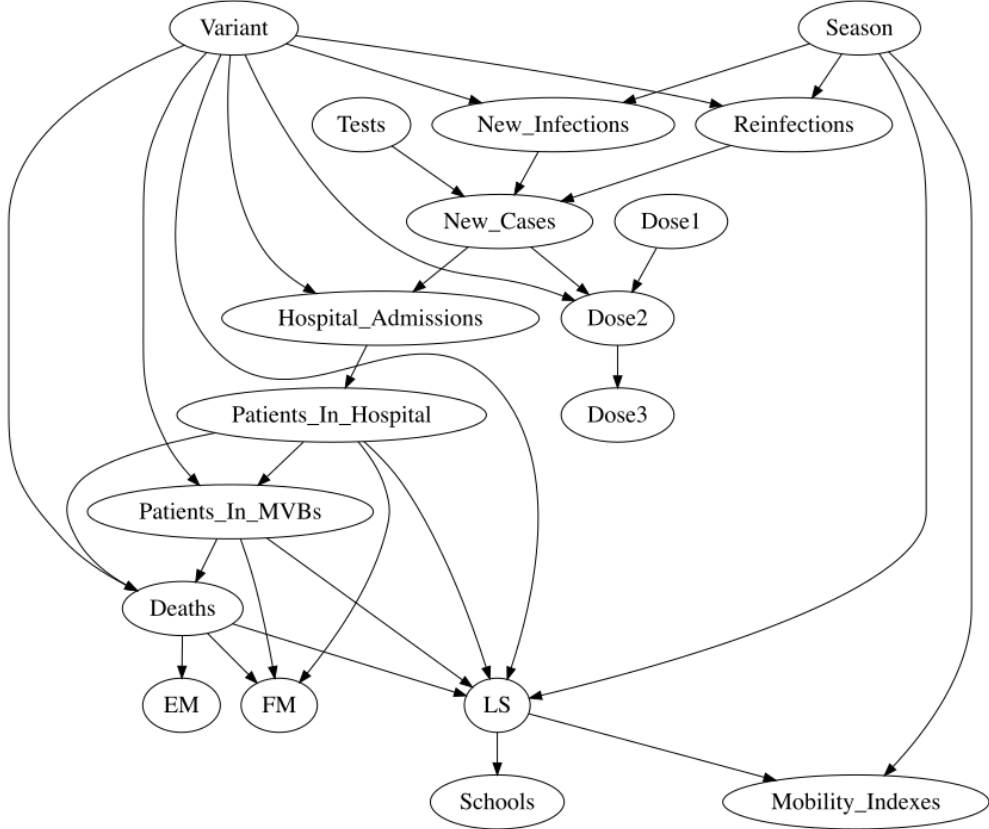 Variant
Season
Tests
New_Infections
Reinfections
New_Cases
Dose1
Hospital_Admissions
Dose2
Patients_In_Hospital
Dose3
Patients_In_MVBs
Deaths
EM
FM
LS
Schools
Mobility_Indexes